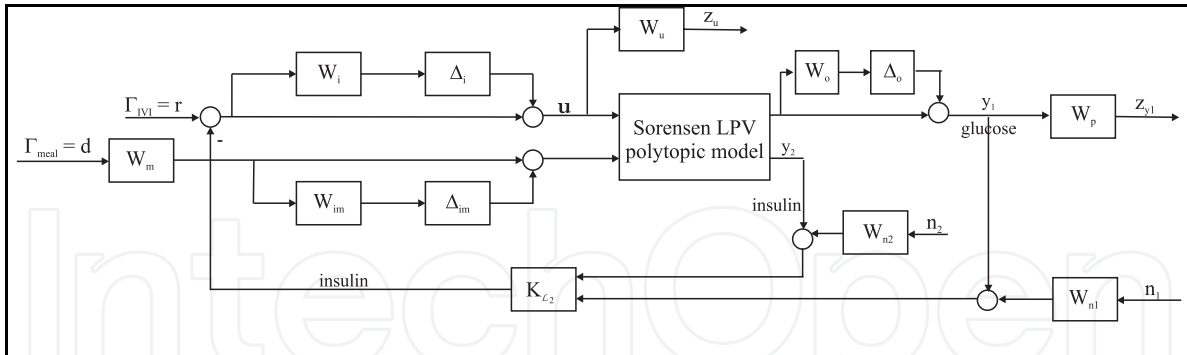 W_u
z_u
W_i
Δ_i
W_o
Δ_o
Γ_IVI = r
u
y_1
glucose
W_p
z_y1
Sorensen LPV
polytopic model
-
Γ_meal = d
W_m
y_2
W_im
Δ_im
insulin
W_n2
n_2
insulin
K_ℒ2
W_n1
n_1
IntechOpen